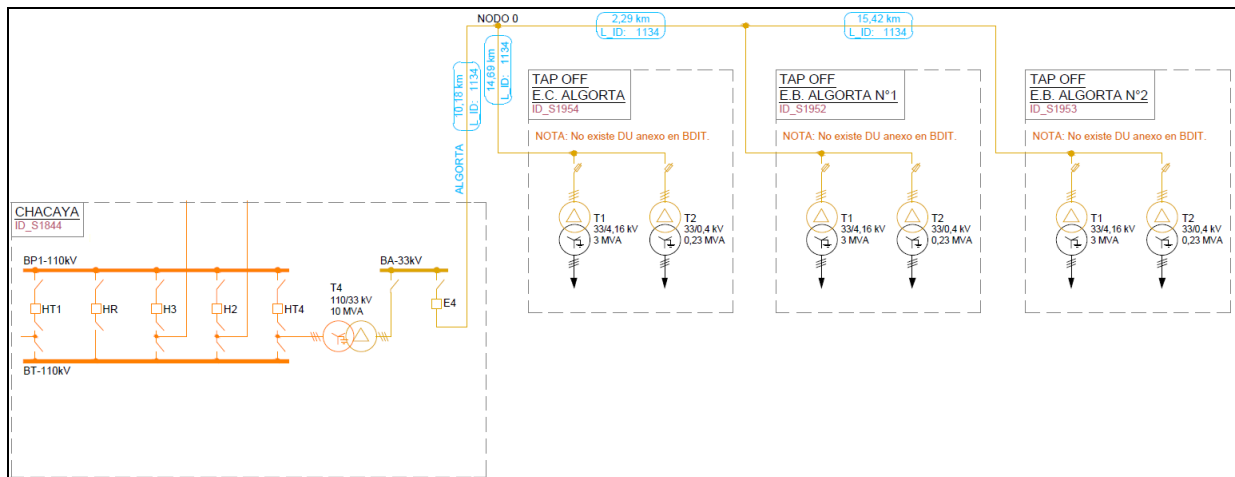 NODO 0
2,29 km
L_ID: 1134
15,42 km
L_ID: 1134
10,18 km
L_ID: 1134
14,69 km
L_ID: 1134
ALGORTA
TAP OFF
E.C. ALGORTA
ID_S1954
NOTA: No existe DU anexo en BDIT.
T1
33/4,16 kV
3 MVA
T2
33/0,4 kV
0,23 MVA
TAP OFF
E.B. ALGORTA N°1
ID_S1952
NOTA: No existe DU anexo en BDIT.
T1
33/4,16 kV
3 MVA
T2
33/0,4 kV
0,23 MVA
TAP OFF
E.B. ALGORTA N°2
ID_S1953
NOTA: No existe DU anexo en BDIT.
T1
33/4,16 kV
3 MVA
T2
33/0,4 kV
0,23 MVA
CHACAYA
ID_S1844
BP1-110kV
BA-33kV
HT1
HR
H3
H2
HT4
T4
110/33 kV
10 MVA
E4
BT-110kV